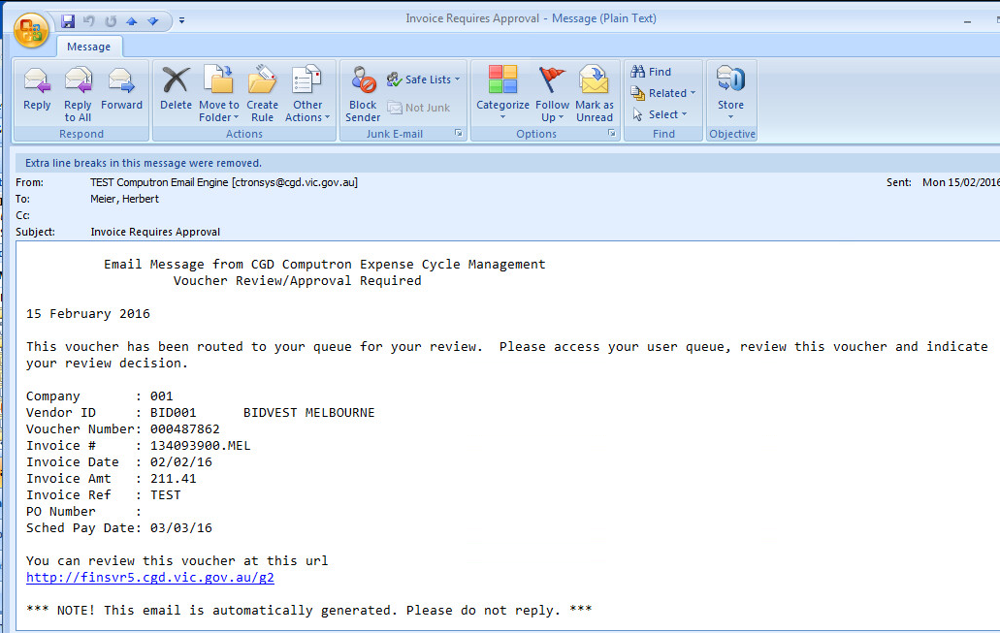 Invoice Requires Approval - Message (Plain Text)
Message
Reply
Reply to All
Forward
Respond
Delete
Move to Folder
Create Rule
Other Actions
Actions
Block Sender
Safe Lists
Not Junk
Junk E-mail
Categorize
Follow Up
Mark as Unread
Options
Find
Related
Select
Find
Store
Objective
Extra line breaks in this message were removed.
From: TEST Computron Email Engine [ctronsys@cgd.vic.gov.au] Sent: Mon 15/02/2016
To: Meier, Herbert
Cc:
Subject: Invoice Requires Approval
Email Message from CGD Computron Expense Cycle Management
Voucher Review/Approval Required
15 February 2016
This voucher has been routed to your queue for your review.  Please access your user queue, review this voucher and indicate
your review decision.
Company       : 001
Vendor ID     : BID001      BIDVEST MELBOURNE
Voucher Number: 000487862
Invoice #     : 134093900.MEL
Invoice Date  : 02/02/16
Invoice Amt   : 211.41
Invoice Ref   : TEST
PO Number     :
Sched Pay Date: 03/03/16
You can review this voucher at this url
http://finsvr5.cgd.vic.gov.au/g2
*** NOTE! This email is automatically generated. Please do not reply. ***